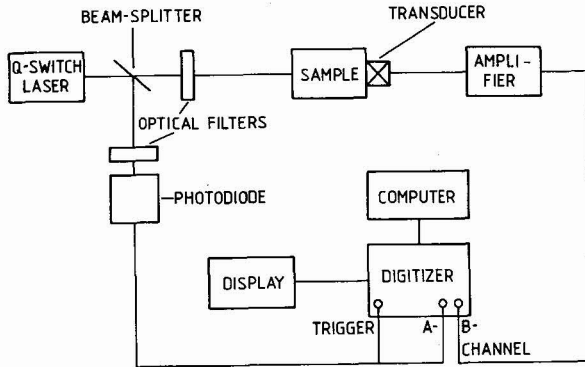 BEAM-SPLITTER
TRANSDUCER
Q-SWITCH
LASER
SAMPLE
AMPLI-
FIER
OPTICAL FILTERS
PHOTODIODE
COMPUTER
DISPLAY
DIGITIZER
TRIGGER
A-
B-
CHANNEL